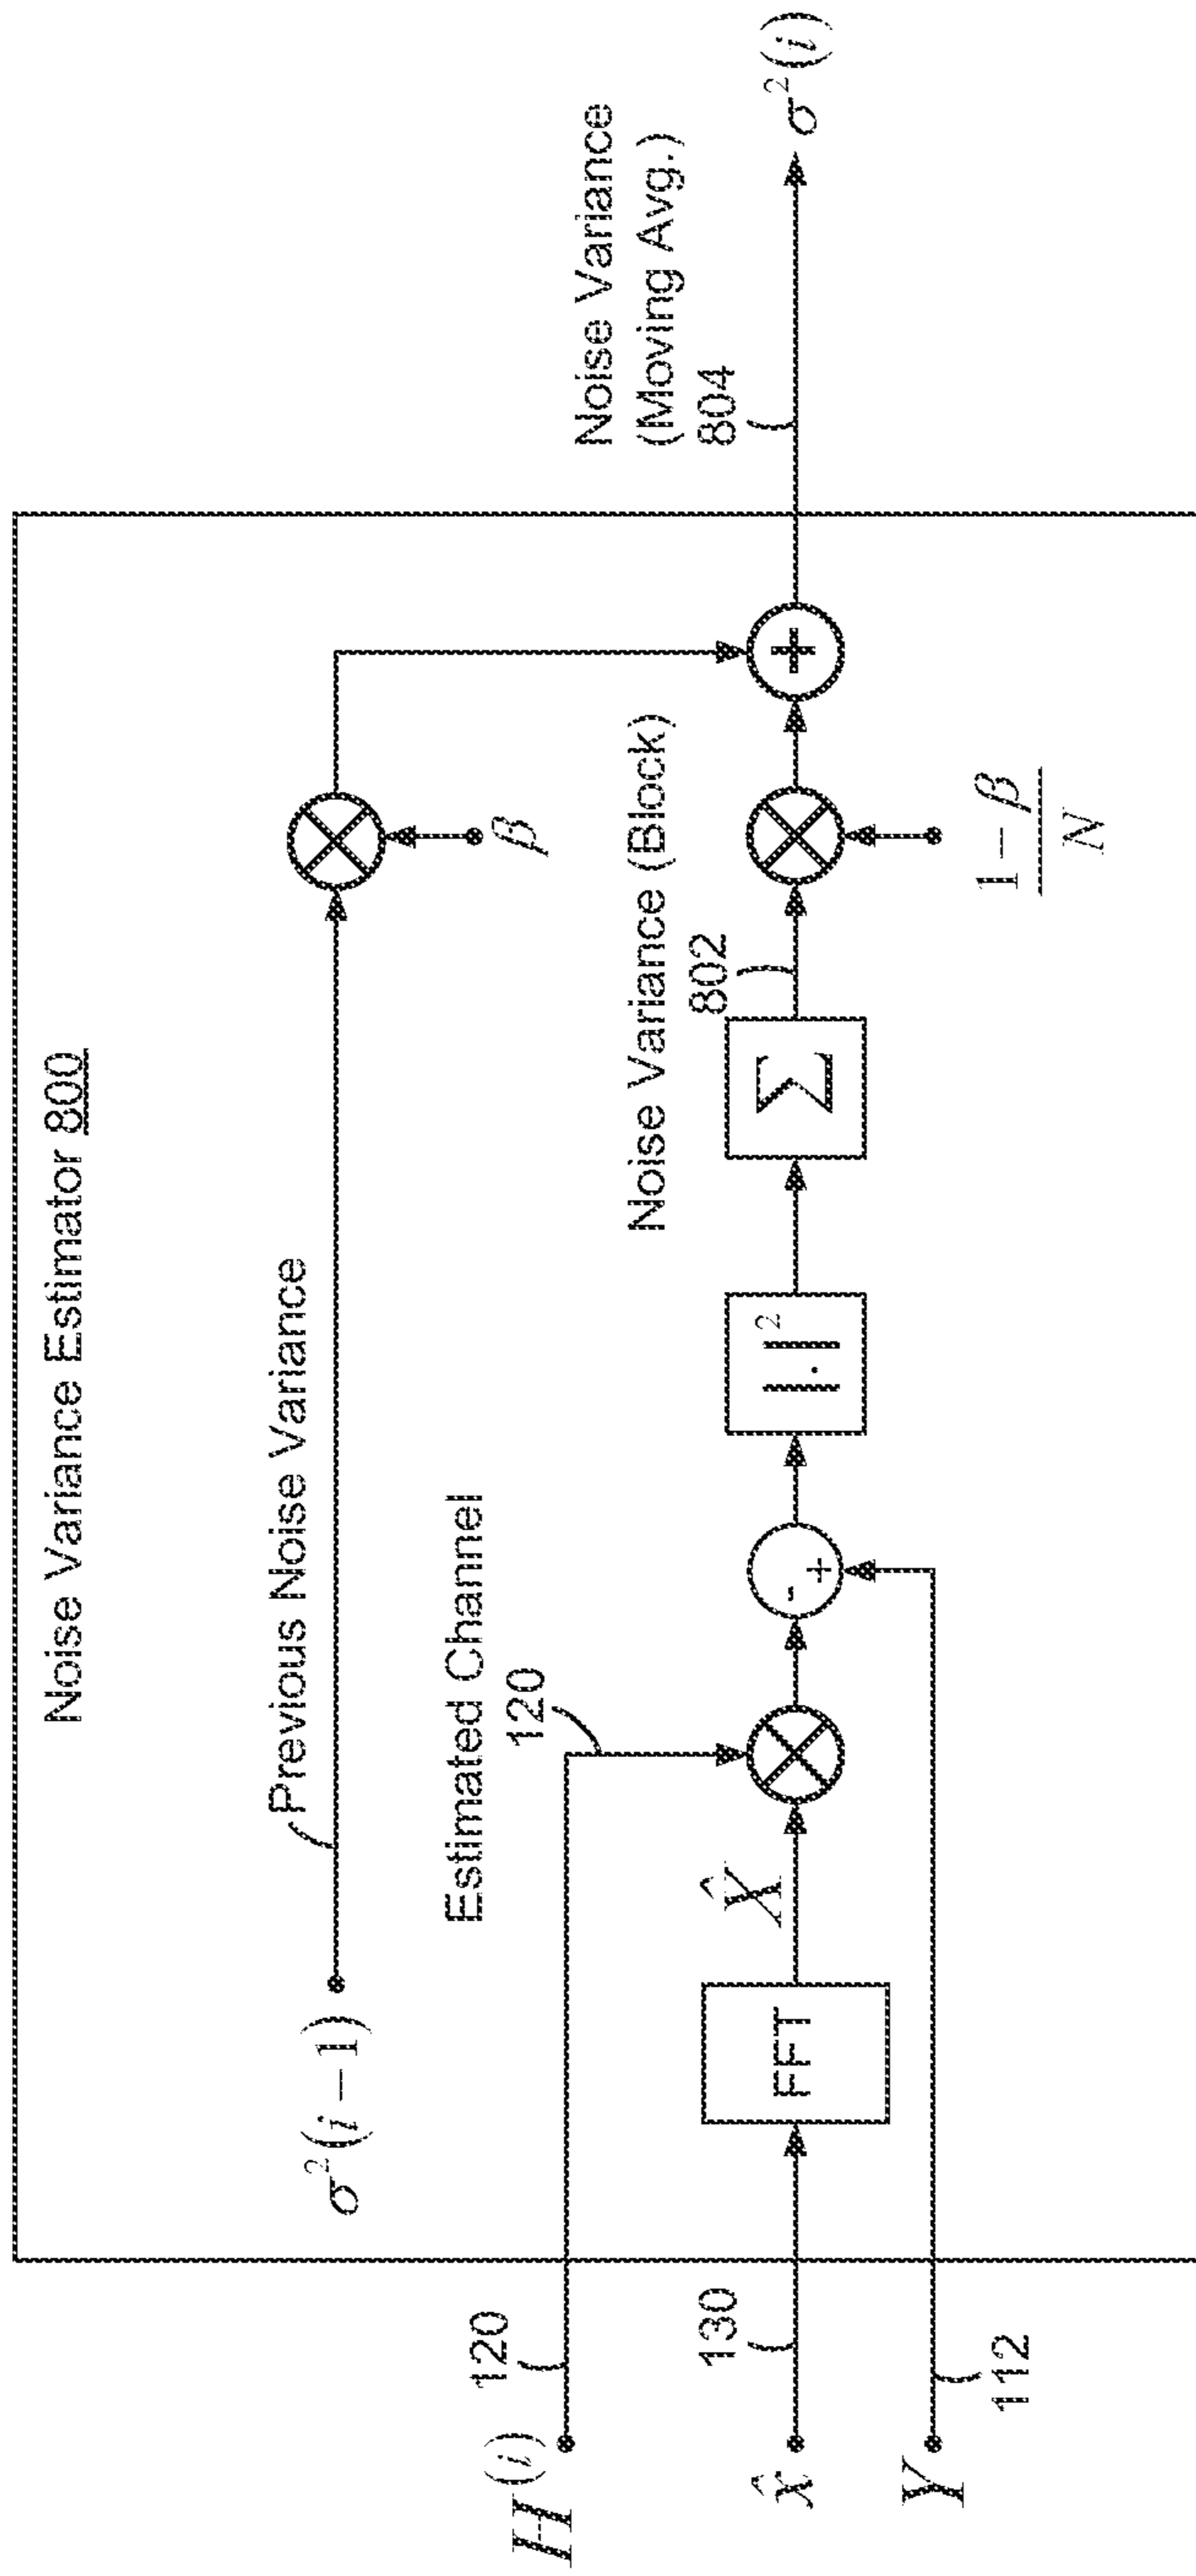 Noise Variance Estimator 800
Previous Noise Variance
σ²(i−1)
β
Estimated Channel
120
H^(i)
120
x̂
130
Y
112
FFT
X̂
- +
|.|²
Σ
Noise Variance (Block)
802
1−β
N
+
Noise Variance
(Moving Avg.)
804
σ²(i)